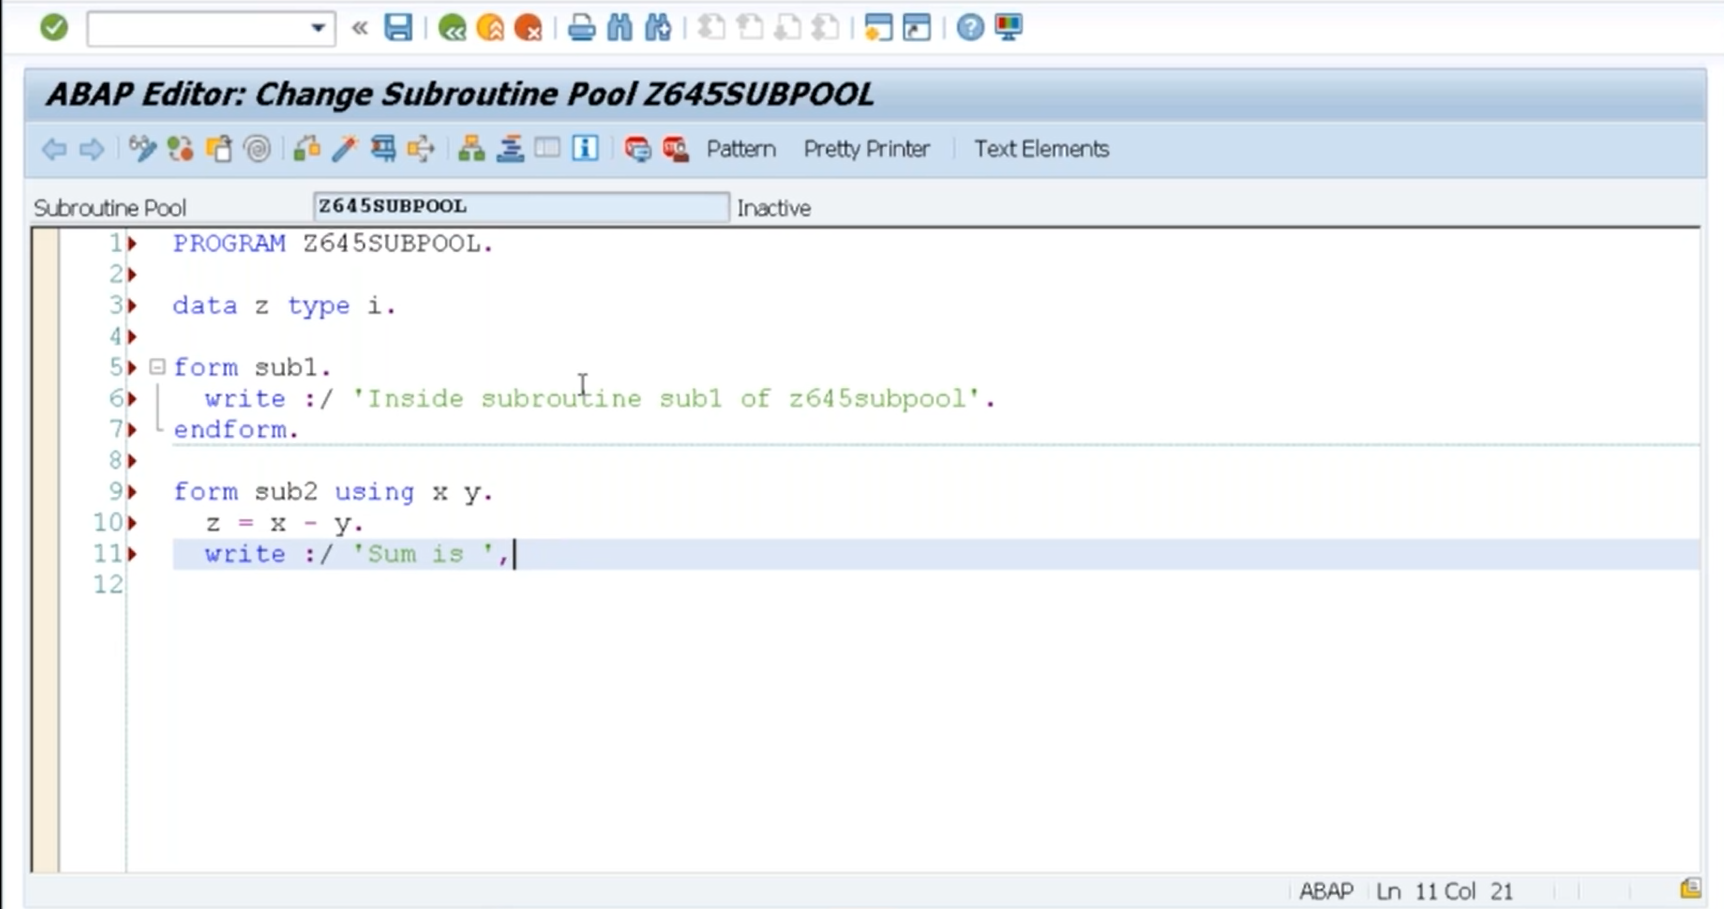 ABAP Editor: Change Subroutine Pool Z645SUBPOOL
Pattern Pretty Printer Text Elements
Subroutine Pool Z645SUBPOOL Inactive
1 PROGRAM Z645SUBPOOL.
2
3 data z type i.
4
5 form sub1.
6 write :/ 'Inside subroutine sub1 of z645subpool'.
7 endform.
8
9 form sub2 using x y.
10 z = x - y.
11 write :/ 'Sum is ',
12
ABAP Ln 11 Col 21